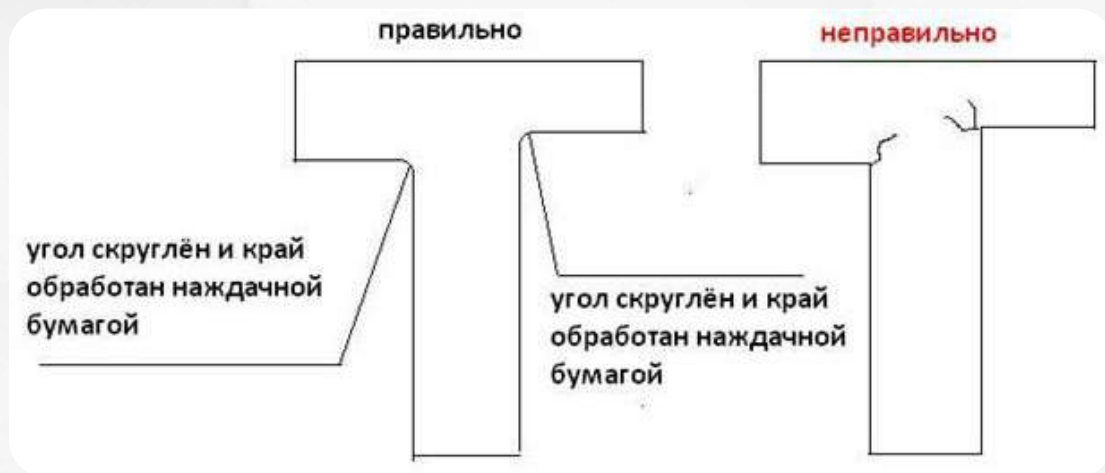 правильно
неправильно
угол скруглён и край
обработан наждачной
бумагой
угол скруглён и край
обработан наждачной
бумагой